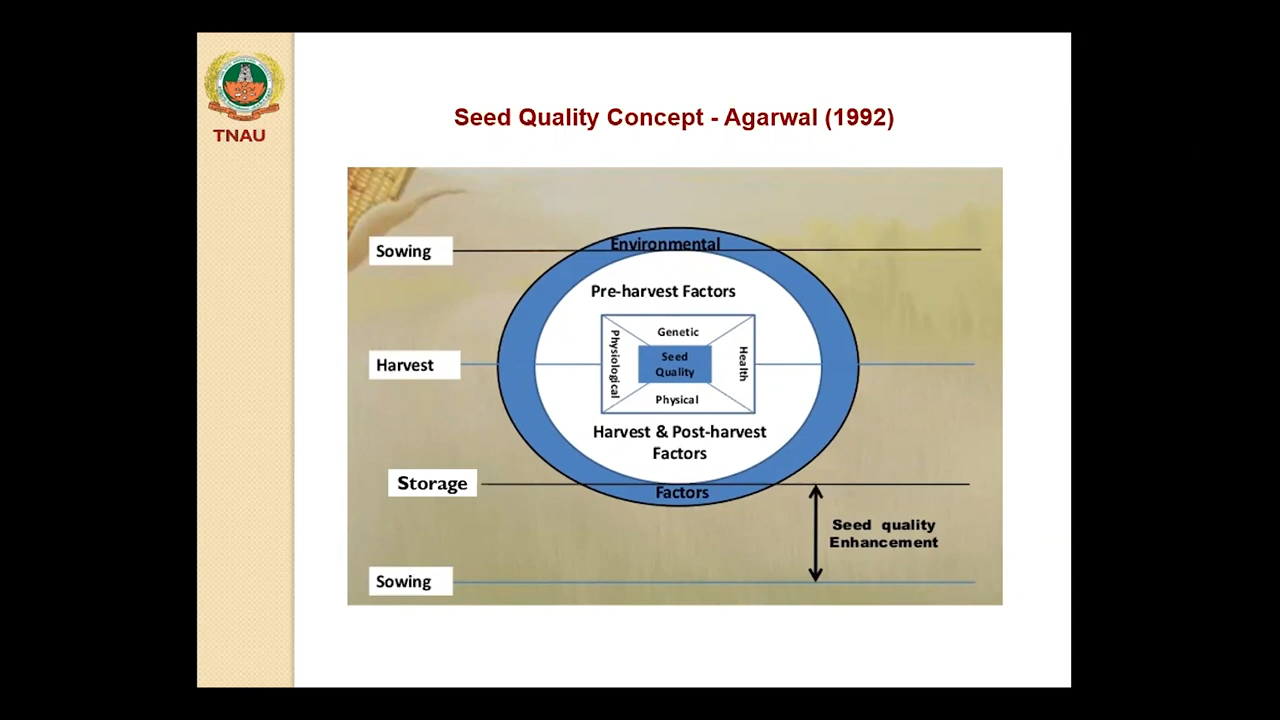 TNAU
Seed Quality Concept - Agarwal (1992)
Sowing
Environmental
Pre-harvest Factors
Harvest
Genetic
Physiological
Seed
Quality
Health
Physical
Harvest & Post-harvest
Factors
Storage
Factors
Seed quality
Enhancement
Sowing